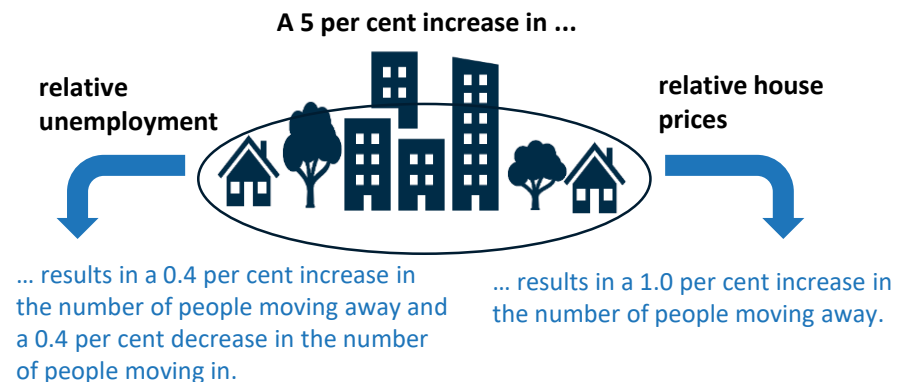 A 5 per cent increase in ...
relative
unemployment
relative house
prices
... results in a 0.4 per cent increase in
the number of people moving away and
a 0.4 per cent decrease in the number
of people moving in.
... results in a 1.0 per cent increase in
the number of people moving away.